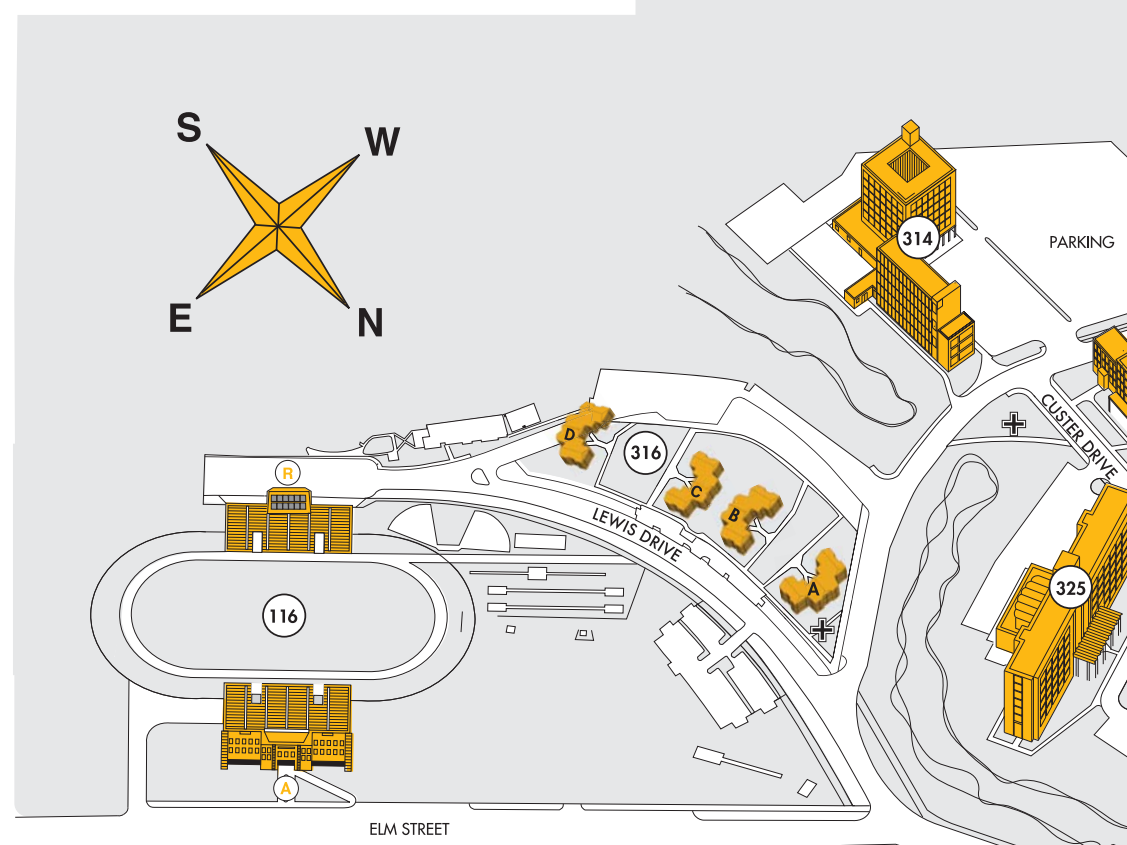 S
W
E
N
314
PARKING
CUSTER DRIVE
D
316
C
B
A
LEWIS DRIVE
R
116
325
A
ELM STREET